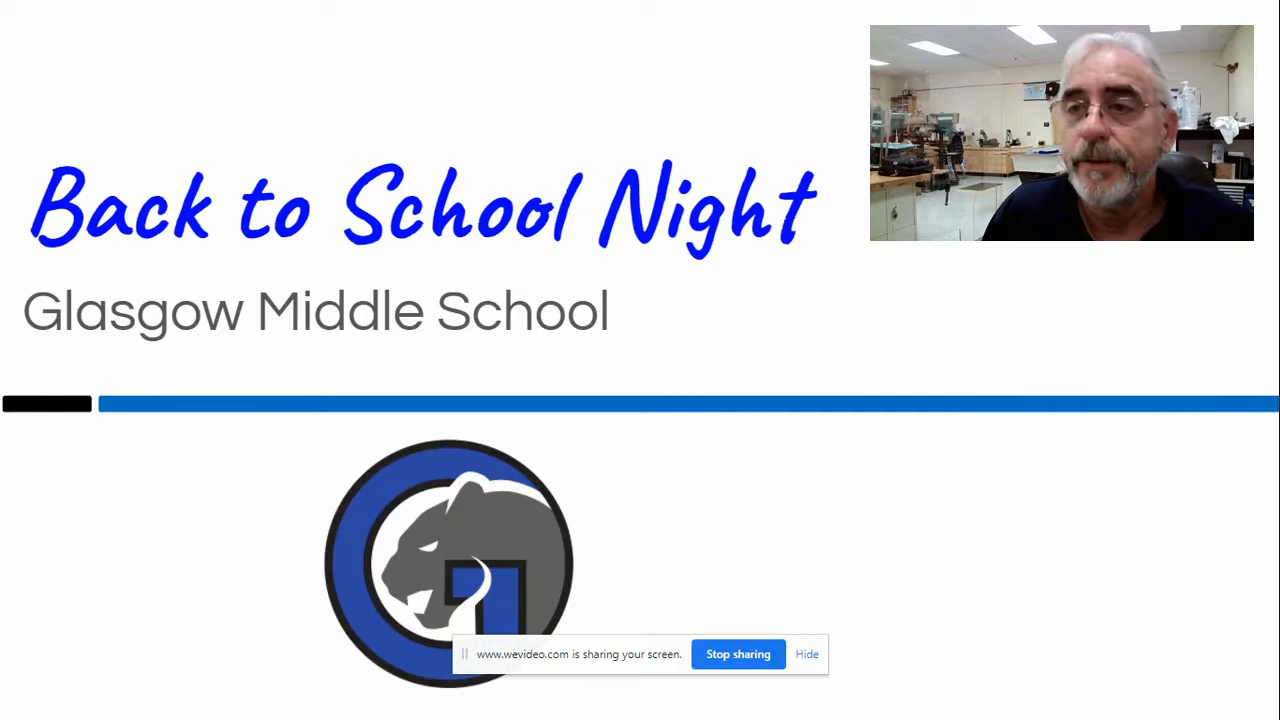 Back to School Night
Glasgow Middle School
www.wevideo.com is sharing your screen. Stop sharing Hide